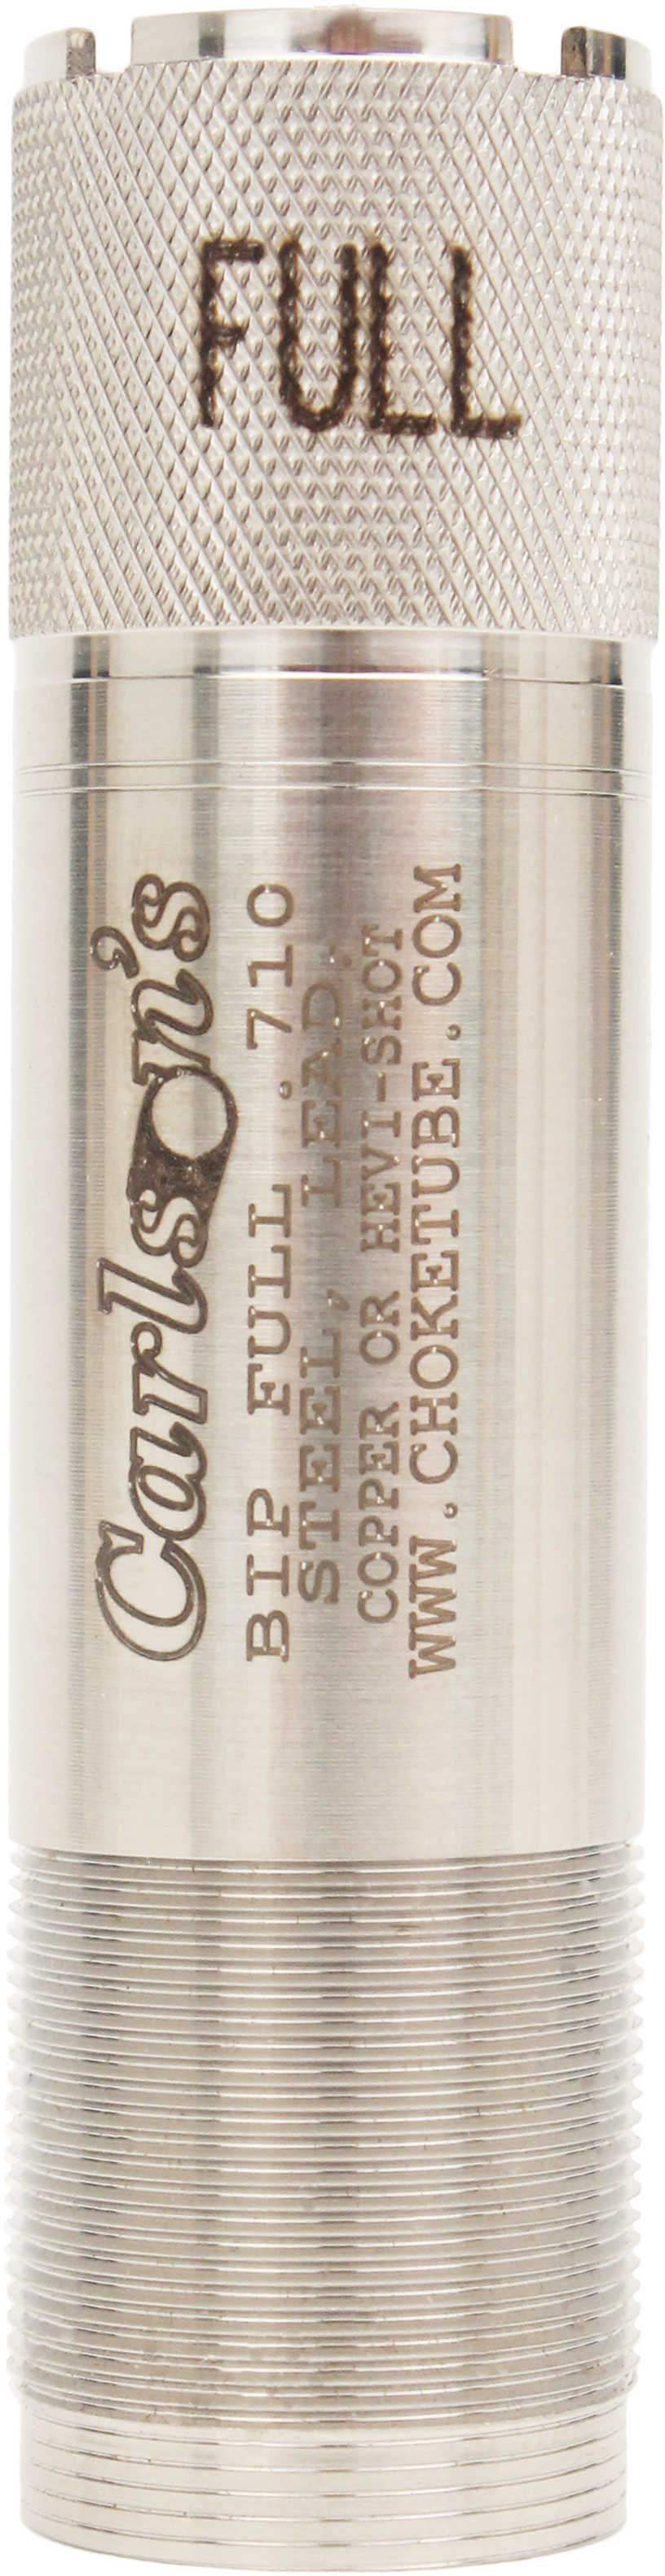 FULL
Carlson's
BIP FULL .710
STEEL, LEAD,
COPPER OR HEVI-SHOT
WWW.CHOKETUBE.COM